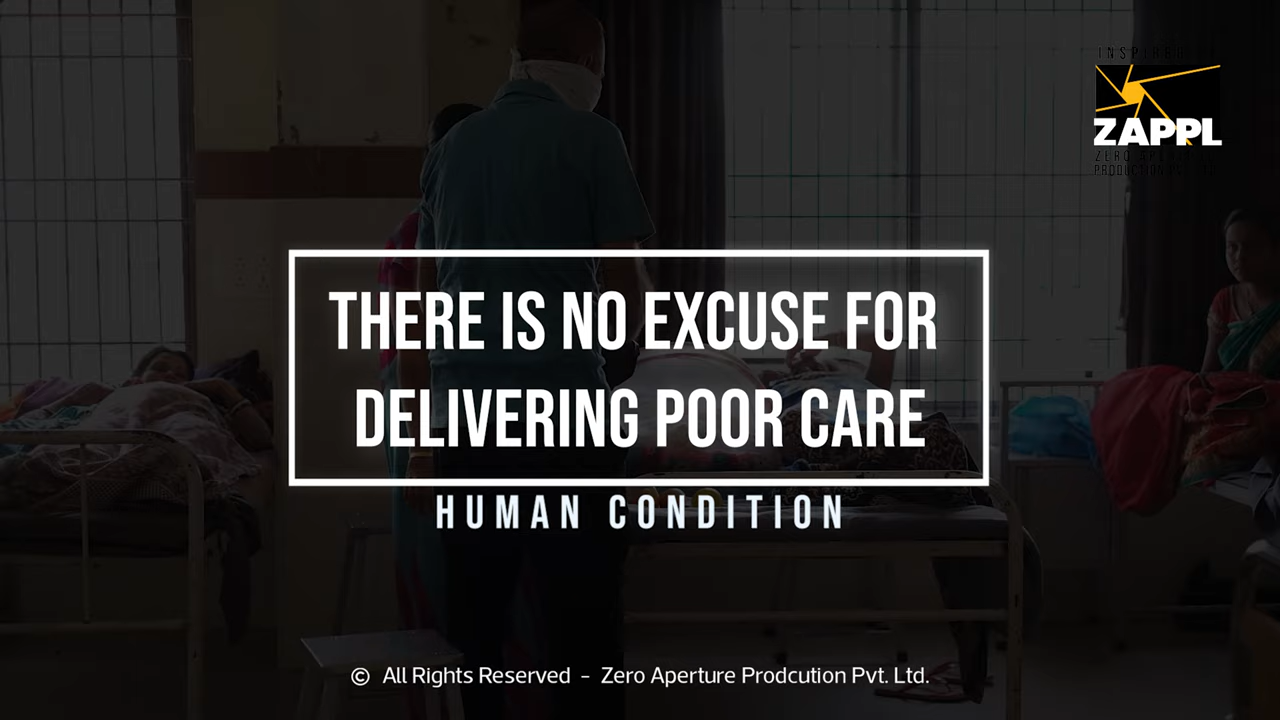 ZAPPL
THERE IS NO EXCUSE FOR
DELIVERING POOR CARE
HUMAN CONDITION
© All Rights Reserved - Zero Aperture Prodcution Pvt. Ltd.